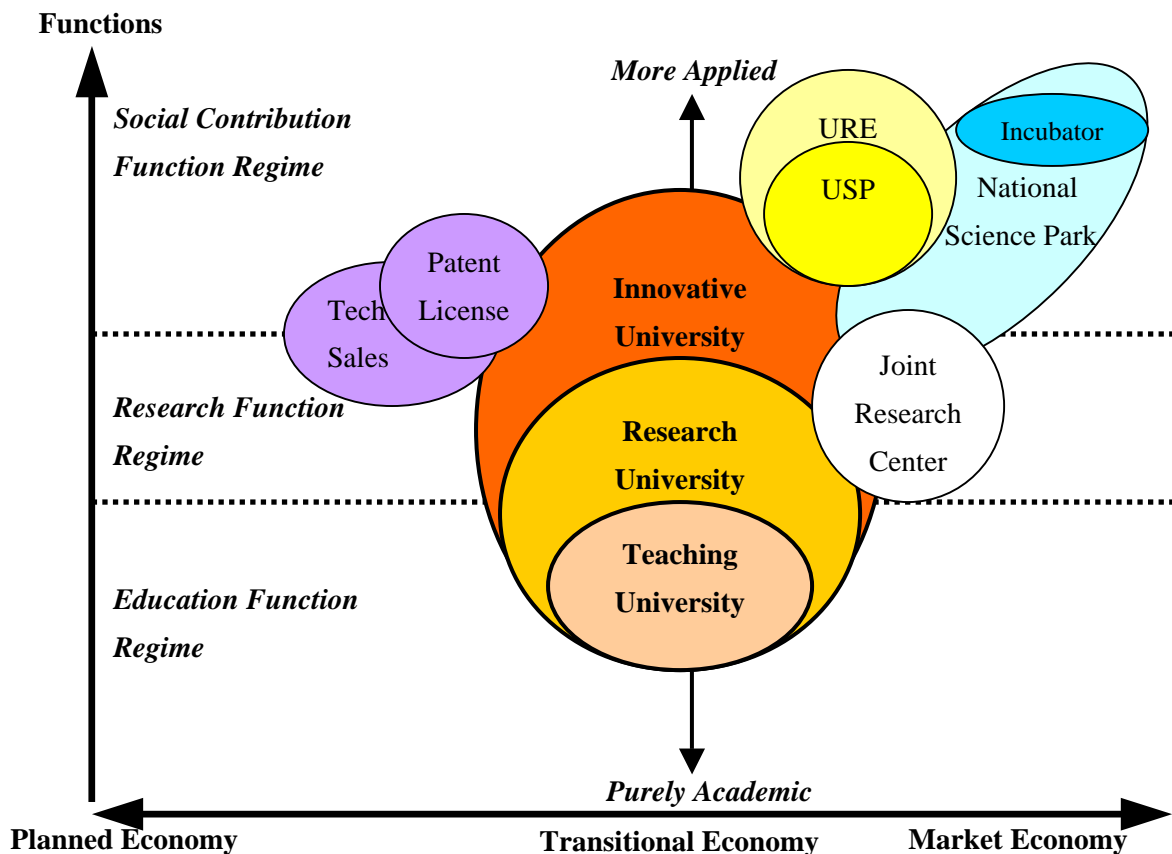 Functions
More Applied
Social Contribution
Function Regime
URE
Incubator
USP
National
Science Park
Patent
License
Tech
Sales
Innovative
University
Joint
Research
Center
Research Function
Regime
Research
University
Teaching
University
Education Function
Regime
Purely Academic
Planned Economy
Transitional Economy
Market Economy